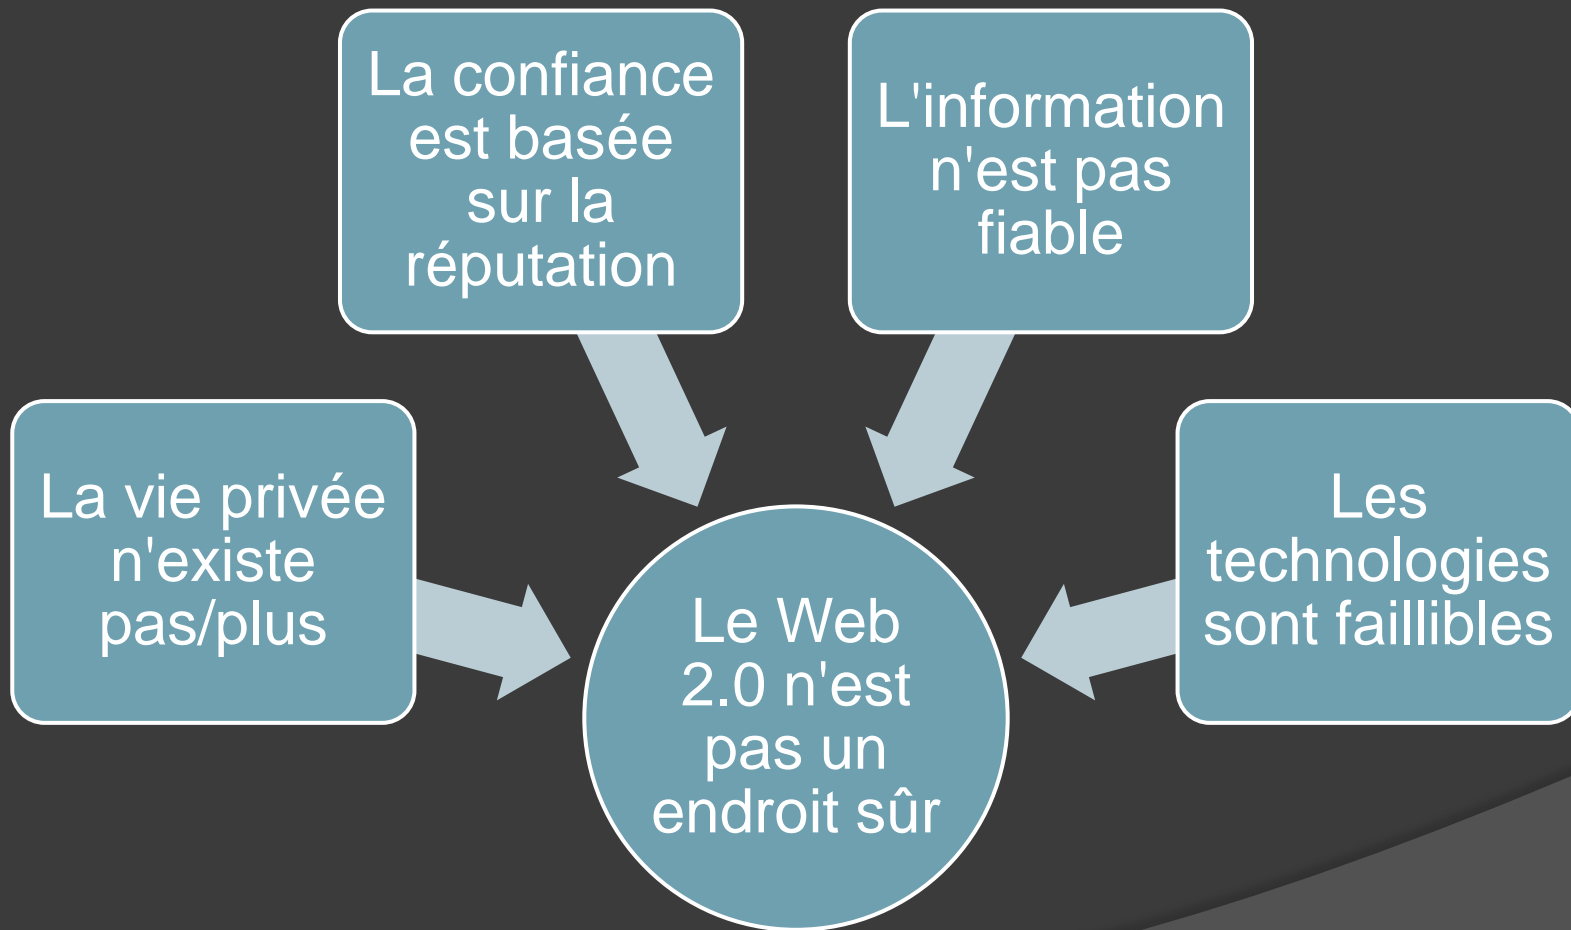 La confiance
est basée
sur la
réputation
L'information
n'est pas
fiable
La vie privée
n'existe
pas/plus
Les
technologies
sont faillibles
Le Web
2.0 n'est
pas un
endroit sûr